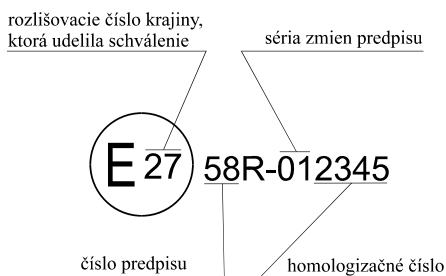 rozlišovacie číslo krajiny,
ktorá udelila schválenie
séria zmien predpisu
E 27 58R-012345
číslo predpisu
homologizačné číslo